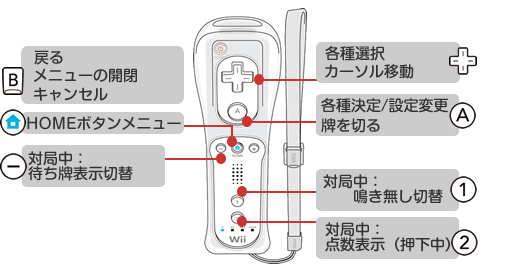 B
戻る
メニューの開閉
キャンセル
HOMEボタンメニュー
対局中：
待ち牌表示切替
各種選択
カーソル移動
各種決定/設定変更
牌を切る
A
対局中：
鳴き無し切替
1
対局中：
点数表示（押下中）
2
A
HOME
1
Wii
Wii